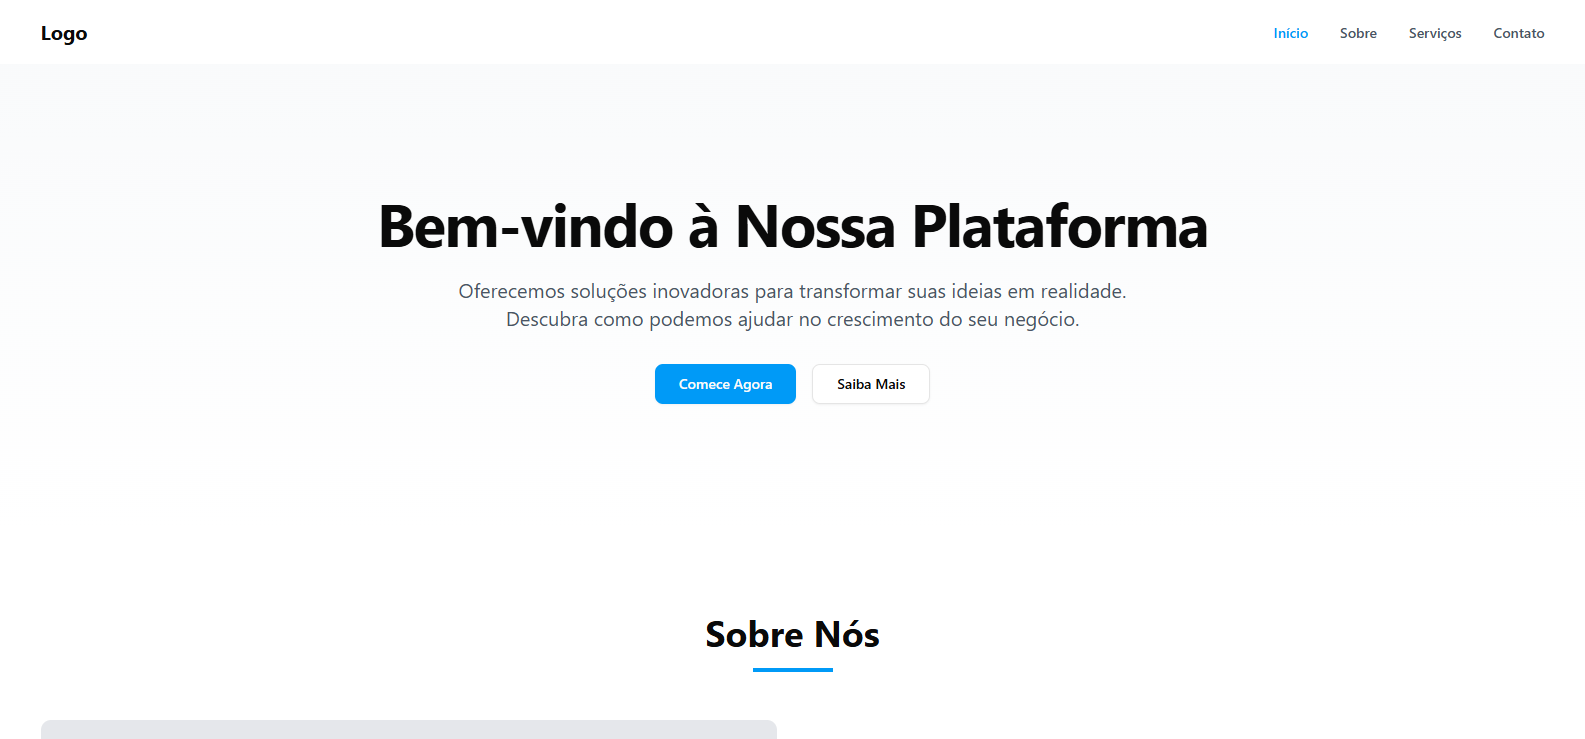 Logo
Início
Sobre
Serviços
Contato
Bem-vindo à Nossa Plataforma
Oferecemos soluções inovadoras para transformar suas ideias em realidade.
Descubra como podemos ajudar no crescimento do seu negócio.
Comece Agora
Saiba Mais
Sobre Nós